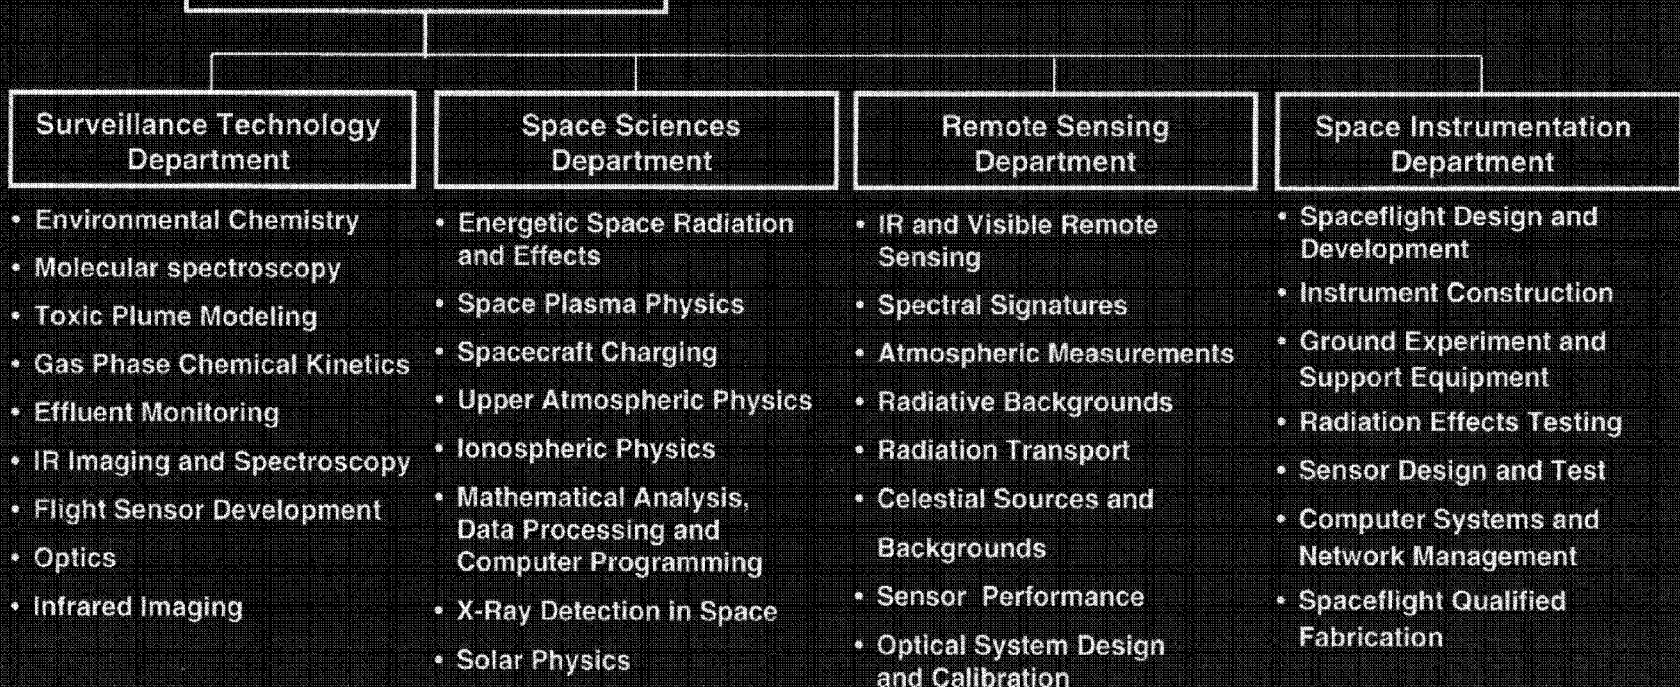 Surveillance Technology
Department
• Environmental Chemistry
• Molecular spectroscopy
• Toxic Plume Modeling
• Gas Phase Chemical Kinetics
• Effluent Monitoring
• IR Imaging and Spectroscopy
• Flight Sensor Development
• Optics
• Infrared Imaging
Space Sciences
Department
• Energetic Space Radiation
and Effects
• Space Plasma Physics
• Spacecraft Charging
• Upper Atmospheric Physics
• Ionospheric Physics
• Mathematical Analysis,
Data Processing and
Computer Programming
• X-Ray Detection in Space
• Solar Physics
Remote Sensing
Department
• IR and Visible Remote
Sensing
• Spectral Signatures
• Atmospheric Measurements
• Radiative Backgrounds
• Radiation Transport
• Celestial Sources and
Backgrounds
• Sensor Performance
• Optical System Design
and Calibration
Space Instrumentation
Department
• Spaceflight Design and
Development
• Instrument Construction
• Ground Experiment and
Support Equipment
• Radiation Effects Testing
• Sensor Design and Test
• Computer Systems and
Network Management
• Spaceflight Qualified
Fabrication